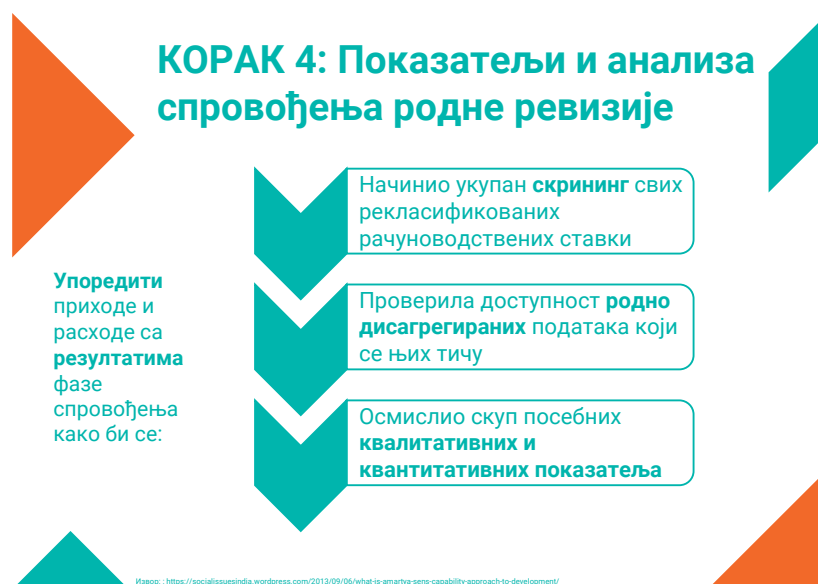 КОРАК 4: Показатељи и анализа
спровођења родне ревизије
Упоредити
приходе и
расходе са
резултатима
фазе
спровођења
како би се:
Начинио укупан скрининг свих
рекласификованих
рачуноводствених ставки
Проверила доступност родно
дисагрегираних података који
се њих тичу
Осмислио скуп посебних
квалитативних и
квантитативних показатеља
Извор: : https://socialissuesindia.wordpress.com/2013/09/06/what-is-amartya-sens-capability-approach-to-development/